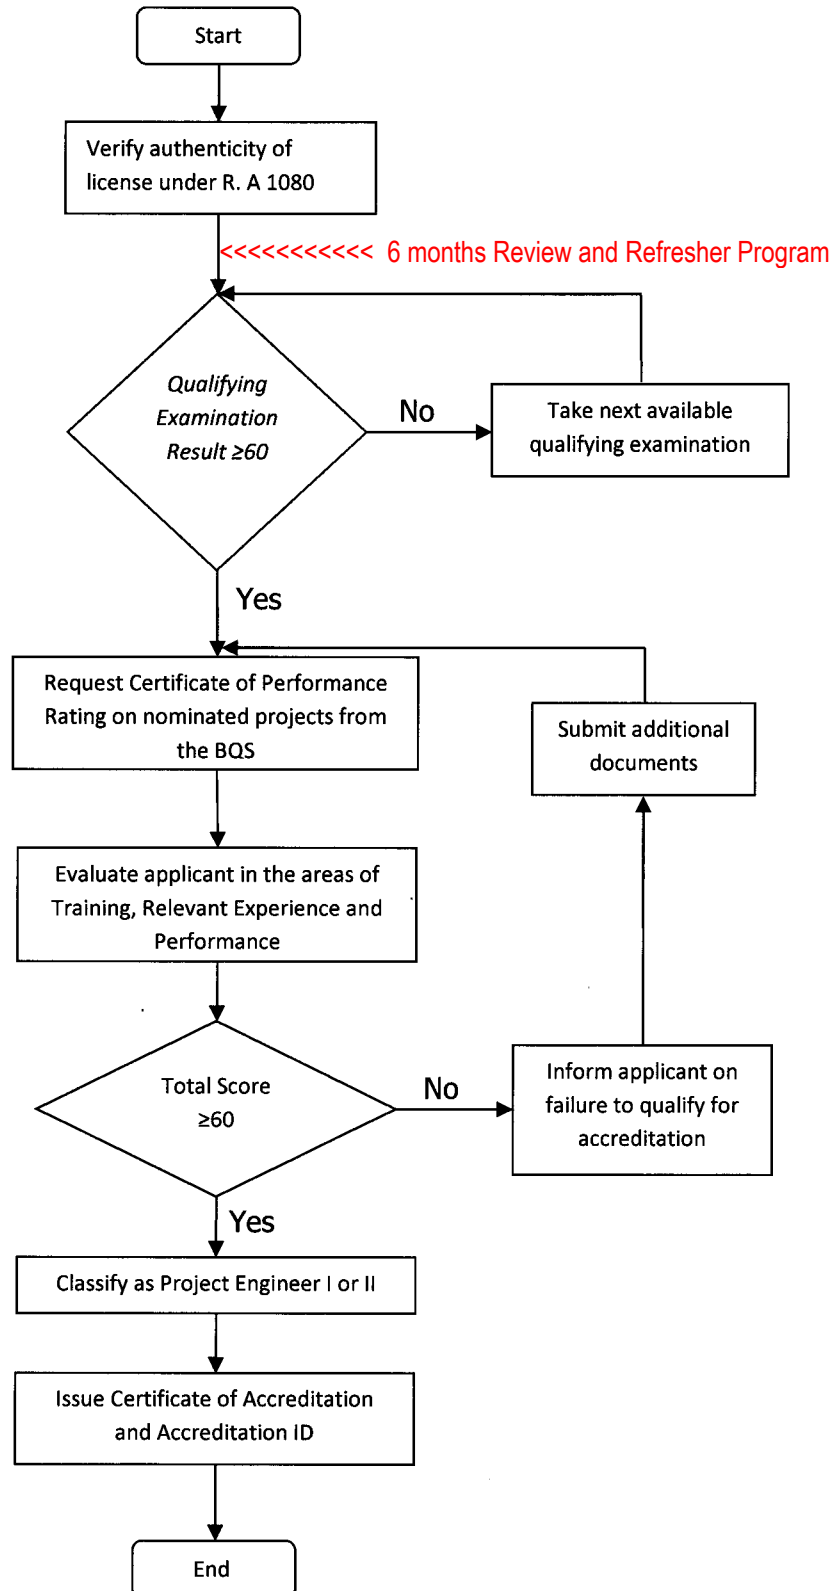 Start
Verify authenticity of
license under R. A 1080
<<<<<<<<<<< 6 months Review and Refresher Program
Qualifying
Examination
Result ≥60
No
Take next available
qualifying examination
Yes
Request Certificate of Performance
Rating on nominated projects from
the BQS
Submit additional
documents
Evaluate applicant in the areas of
Training, Relevant Experience and
Performance
Total Score
≥60
No
Inform applicant on
failure to qualify for
accreditation
Yes
Classify as Project Engineer I or II
Issue Certificate of Accreditation
and Accreditation ID
End